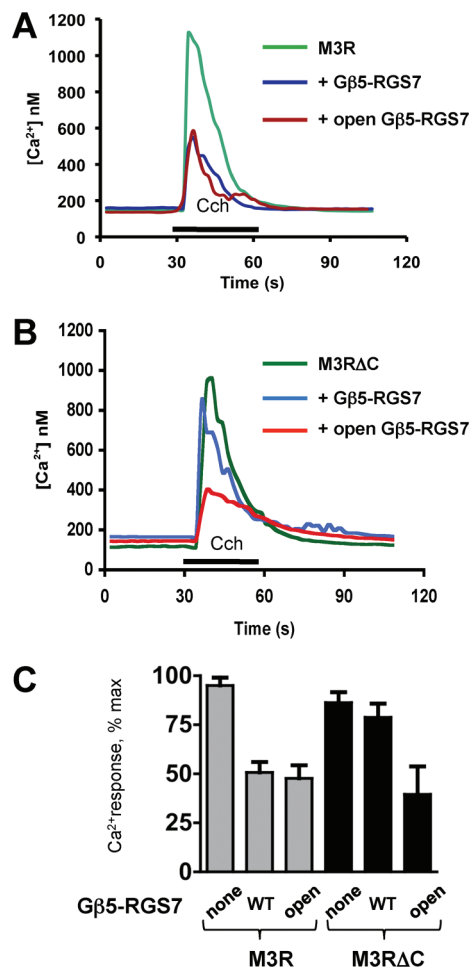 A
1200
1000
800
600
400
200
0
[Ca²⁺] nM
M3R
+ Gβ5-RGS7
+ open Gβ5-RGS7
Cch
0 30 60 90 120
Time (s)
B
1200
1000
800
600
400
200
0
[Ca²⁺] nM
M3RΔC
+ Gβ5-RGS7
+ open Gβ5-RGS7
Cch
0 30 60 90 120
Time (s)
C
100
75
50
25
Ca²⁺response, % max
Gβ5-RGS7 none WT open none WT open
M3R M3RΔC